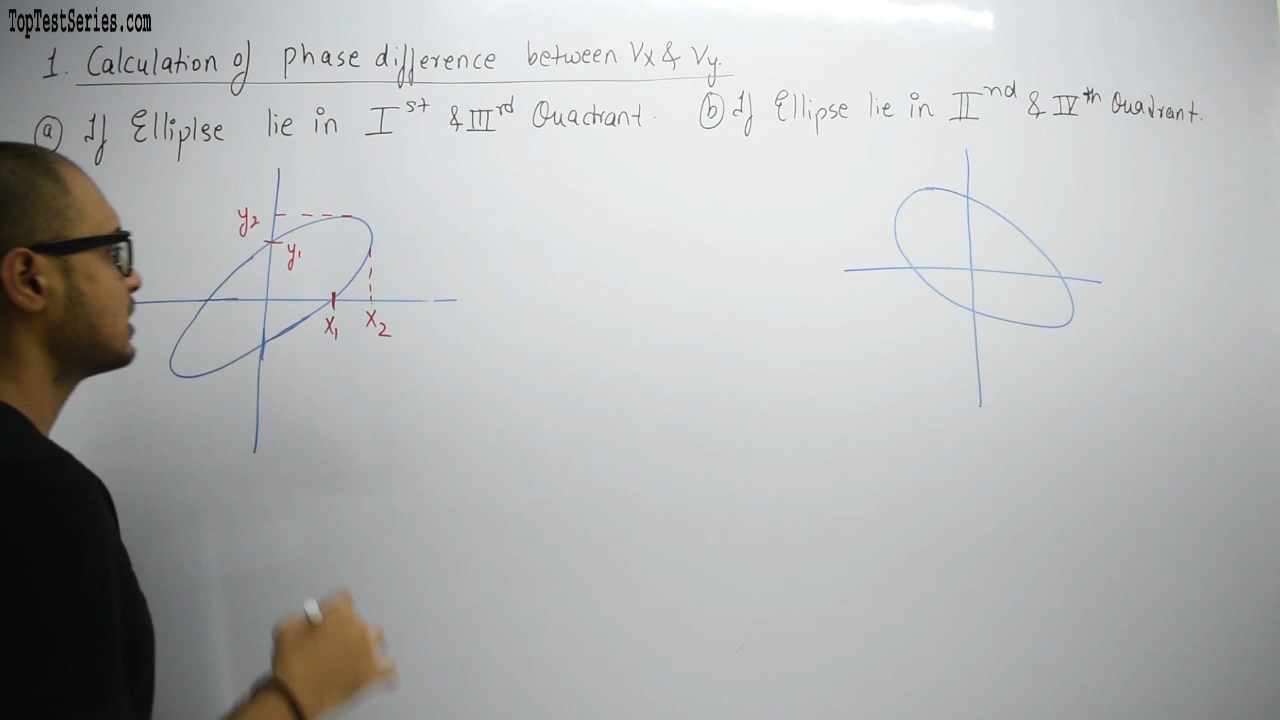 TopTestSeries.com
1. Calculation of phase difference between Vx & Vy.
(a) If Elliplse lie in Ist & IIIrd Quadrant.
(b) If Ellipse lie in IInd & IVth Quadrant.
y2
y1
x1
x2